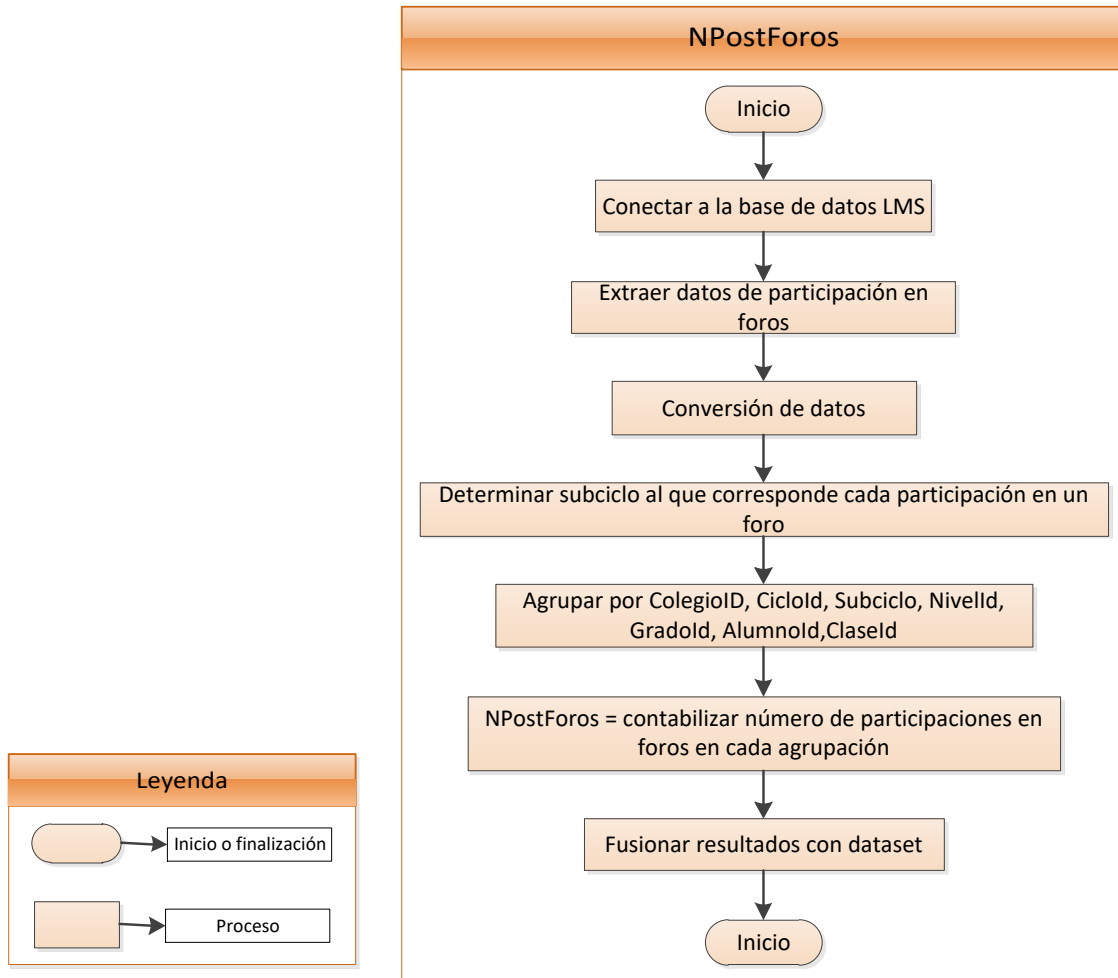 NPostForos
Inicio
Conectar a la base de datos LMS
Extraer datos de participación en
foros
Conversión de datos
Determinar subciclo al que corresponde cada participación en un
foro
Agrupar por ColegioID, CicloId, Subciclo, NivelId,
GradoId, AlumnoId,ClaseId
NPostForos = contabilizar número de participaciones en
foros en cada agrupación
Fusionar resultados con dataset
Inicio
Leyenda
Inicio o finalización
Proceso